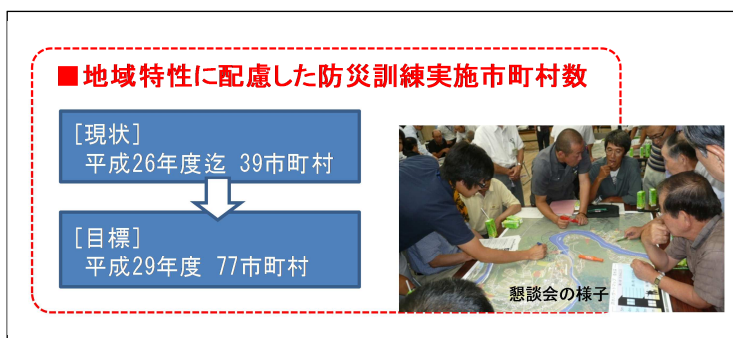 ■地域特性に配慮した防災訓練実施市町村数
[現状]
平成26年度迄 39市町村
[目標]
平成29年度 77市町村
懇談会の様子